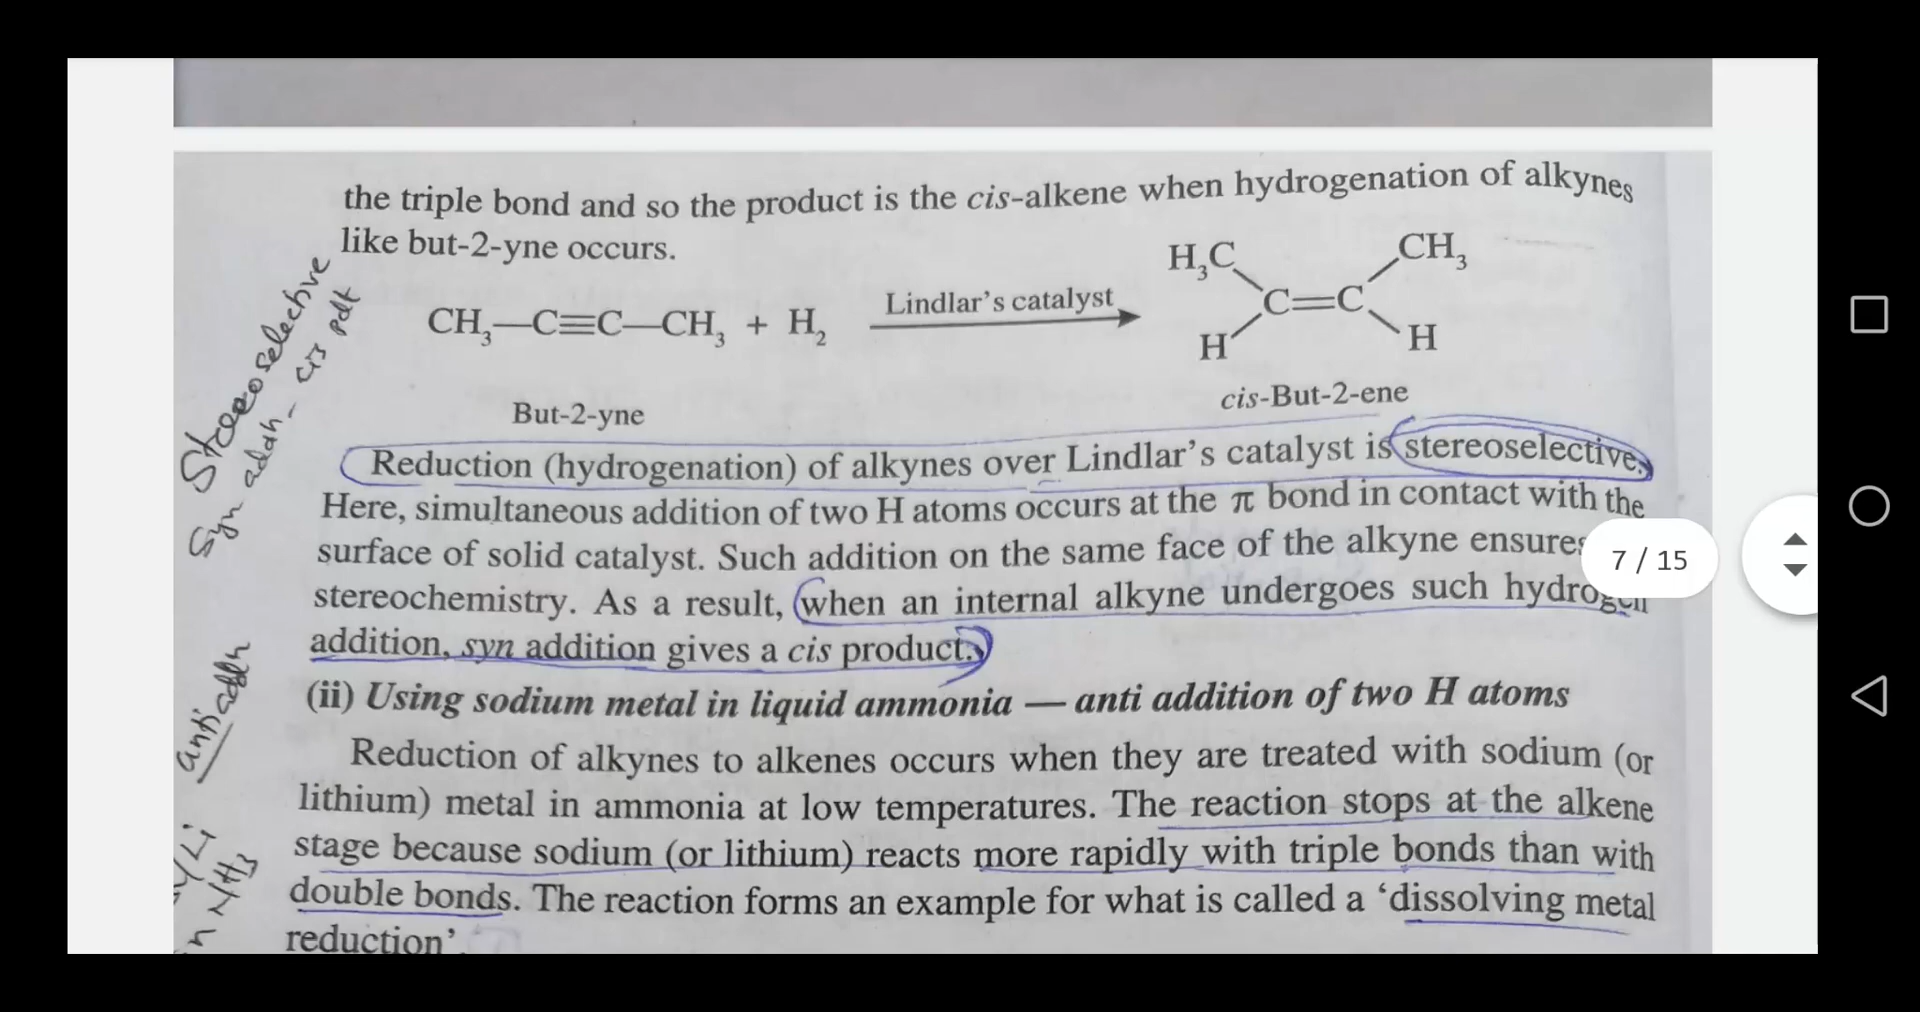 the triple bond and so the product is the cis-alkene when hydrogenation of alkynes
like but-2-yne occurs.
CH₃—C≡C—CH₃ + H₂
Lindlar's catalyst
H₃C
CH₃
C=C
H
H
But-2-yne
cis-But-2-ene
Reduction (hydrogenation) of alkynes over Lindlar's catalyst is stereoselective.
Here, simultaneous addition of two H atoms occurs at the π bond in contact with the
surface of solid catalyst. Such addition on the same face of the alkyne ensures
stereochemistry. As a result, when an internal alkyne undergoes such hydrogen
addition, syn addition gives a cis product.
(ii) Using sodium metal in liquid ammonia — anti addition of two H atoms
Reduction of alkynes to alkenes occurs when they are treated with sodium (or
lithium) metal in ammonia at low temperatures. The reaction stops at the alkene
stage because sodium (or lithium) reacts more rapidly with triple bonds than with
double bonds. The reaction forms an example for what is called a ‘dissolving metal
reduction’
Stereoselective
Syn addn - cis pdt
anti addn
/Li
in NH3
7 / 15